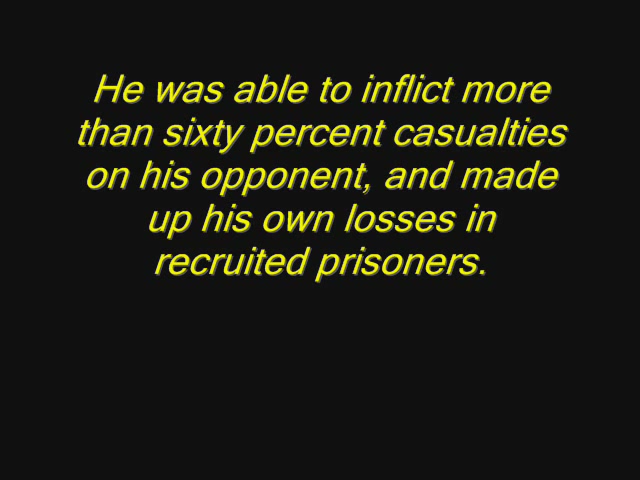 He was able to inflict more
than sixty percent casualties
on his opponent, and made
up his own losses in
recruited prisoners.